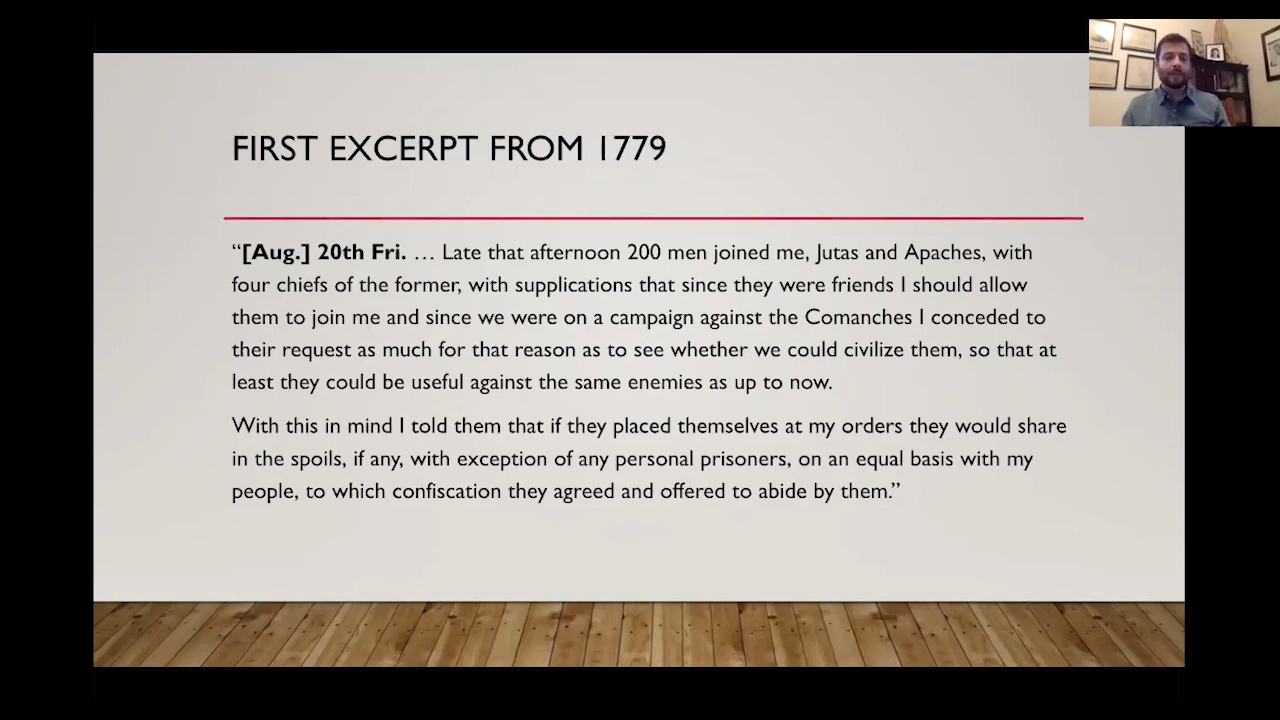 FIRST EXCERPT FROM 1779
“[Aug.] 20th Fri. … Late that afternoon 200 men joined me, Jutas and Apaches, with
four chiefs of the former, with supplications that since they were friends I should allow
them to join me and since we were on a campaign against the Comanches I conceded to
their request as much for that reason as to see whether we could civilize them, so that at
least they could be useful against the same enemies as up to now.
With this in mind I told them that if they placed themselves at my orders they would share
in the spoils, if any, with exception of any personal prisoners, on an equal basis with my
people, to which confiscation they agreed and offered to abide by them.”